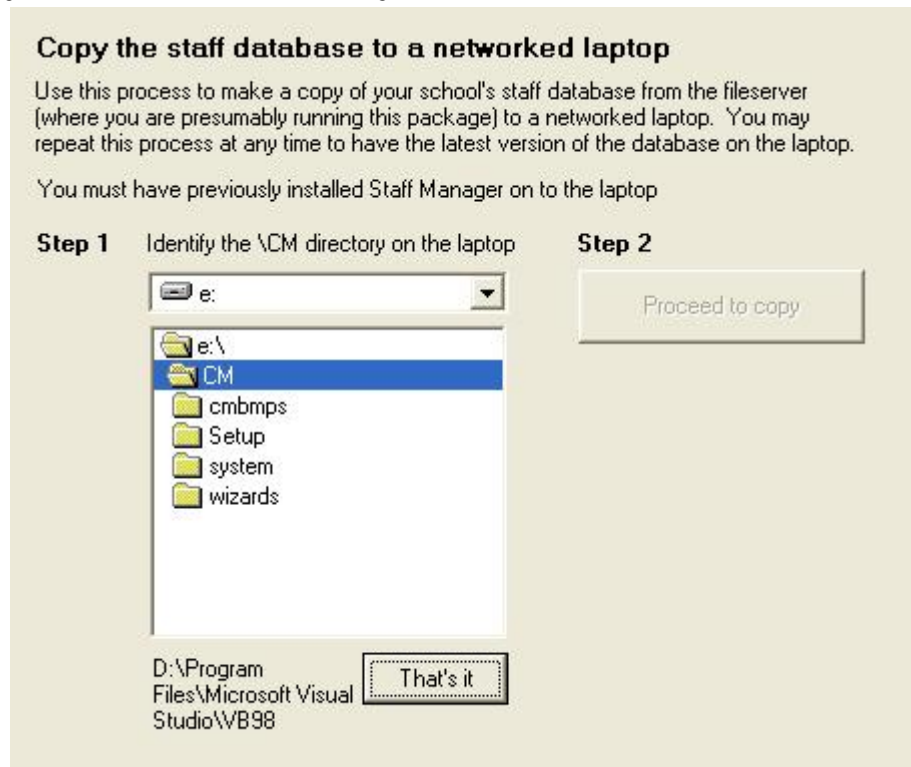 Copy the staff database to a networked laptop
Use this process to make a copy of your school's staff database from the fileserver
(where you are presumably running this package) to a networked laptop. You may
repeat this process at any time to have the latest version of the database on the laptop.
You must have previously installed Staff Manager on to the laptop
Step 1 Identify the \CM directory on the laptop
Step 2
e:
Proceed to copy
e:\
CM
cmbmps
Setup
system
wizards
D:\Program
Files\Microsoft Visual
Studio\VB98
That's it